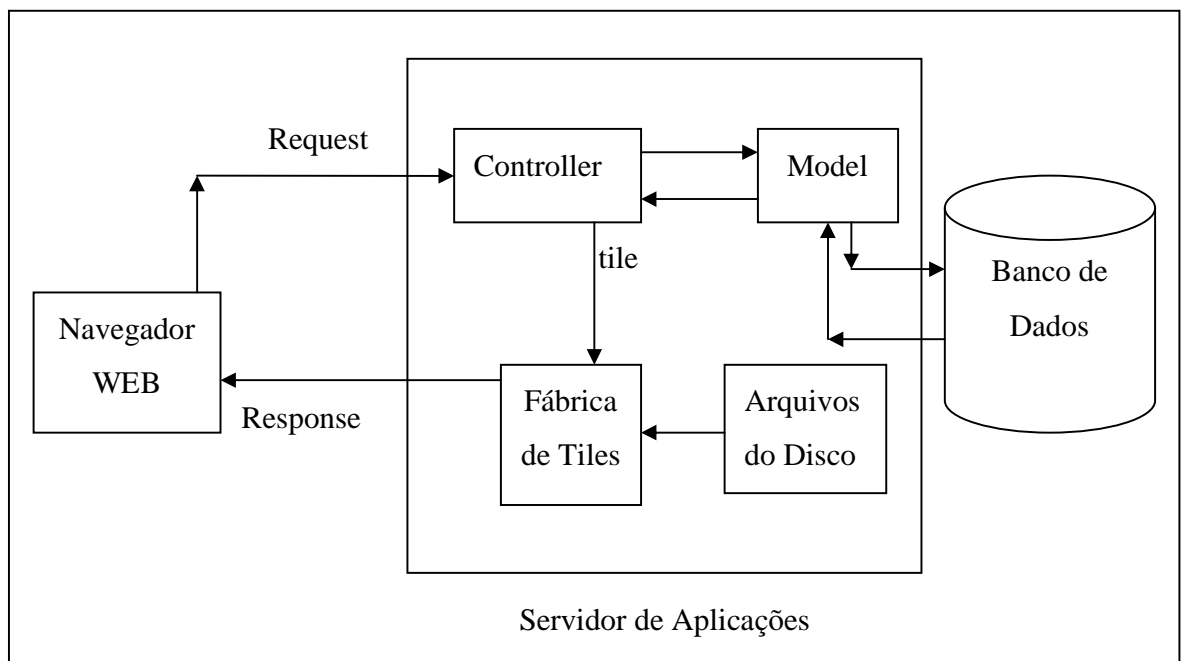 Request
Controller
Model
tile
Banco de
Dados
Navegador
WEB
Response
Fábrica
de Tiles
Arquivos
do Disco
Servidor de Aplicações